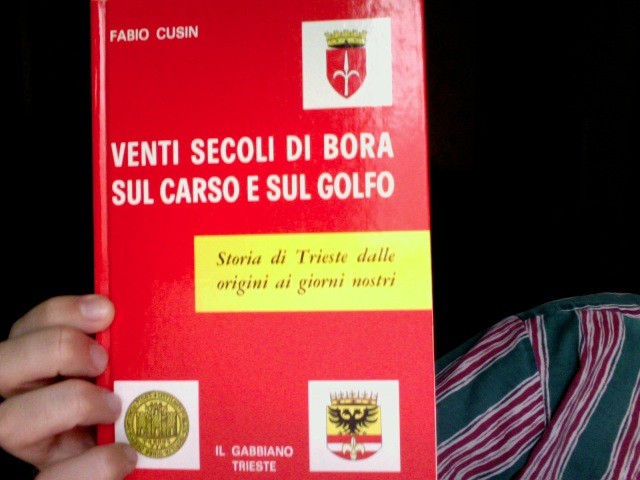 FABIO CUSIN
VENTI SECOLI DI BORA
SUL CARSO E SUL GOLFO
Storia di Trieste dalle
origini ai giorni nostri
IL GABBIANO
TRIESTE